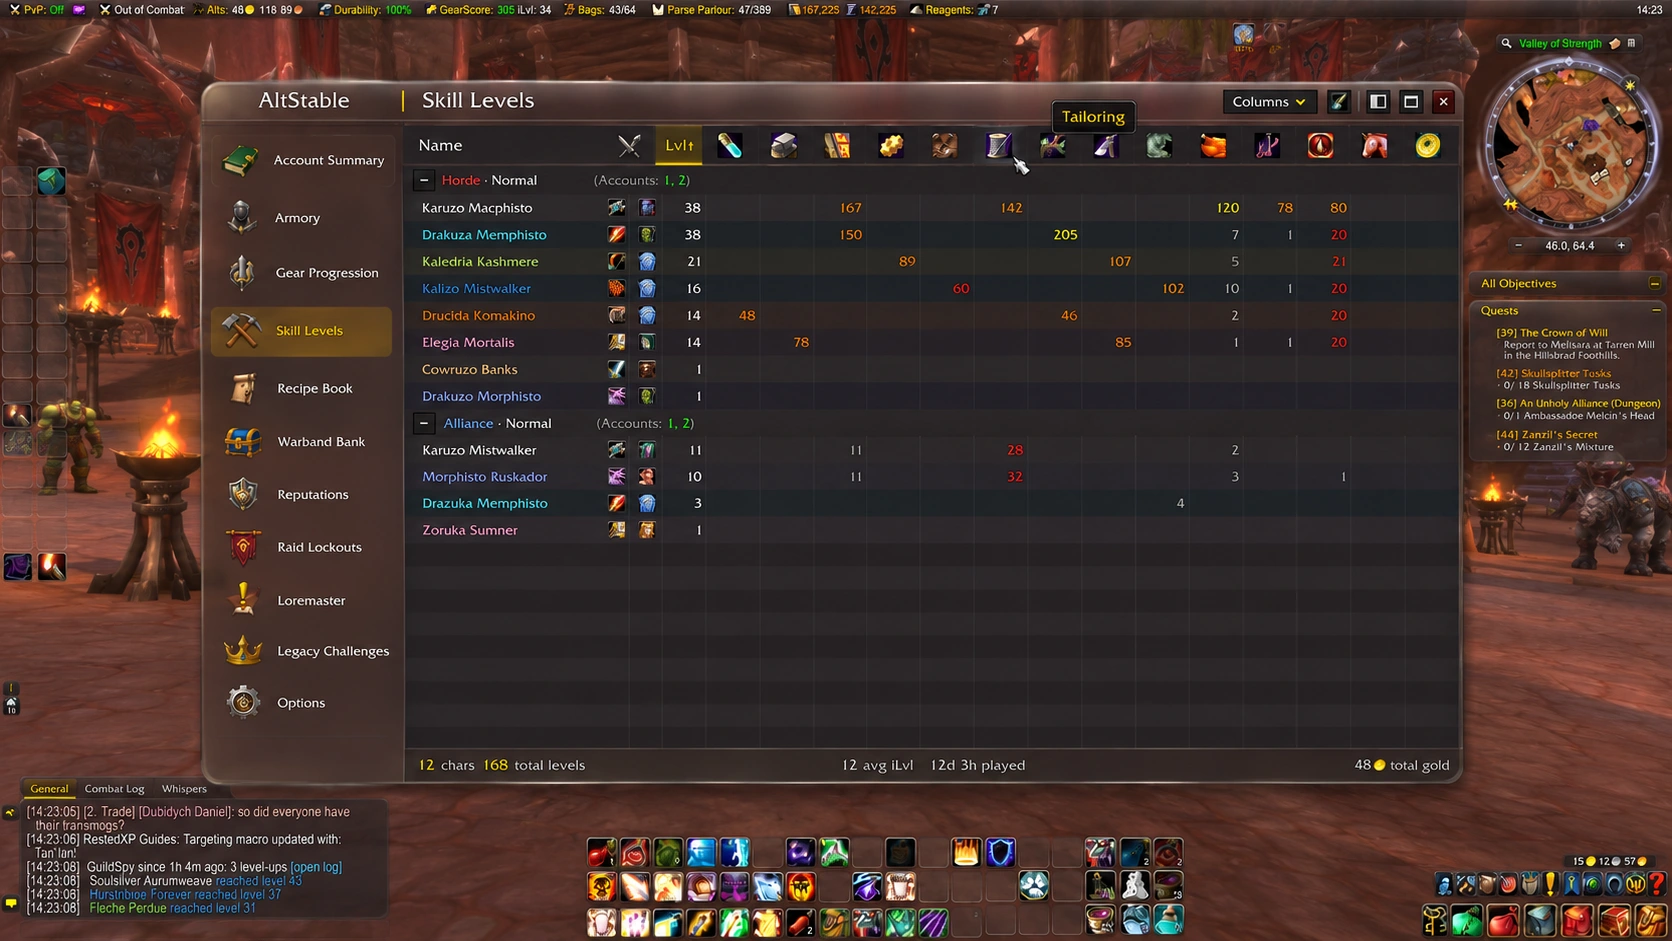 PvP: Off Out of Combat Alts: 48 118 89 Durability: 100% GearScore: 305 iLvl: 34 Bags: 43/64 Parse Parlour: 47/389 167,225 142,225 Reagents: 7 14:23
Valley of Strength
46.0, 64.4
AltStable
Skill Levels
Columns
Tailoring
Account Summary
Armory
Gear Progression
Skill Levels
Recipe Book
Warband Bank
Reputations
Raid Lockouts
Loremaster
Legacy Challenges
Options
Name Lvl↑
Horde · Normal (Accounts: 1, 2)
Karuzo Macphisto 38 167 142 120 78 80
Drakuza Memphisto 38 150 205 7 1 20
Kaledria Kashmere 21 89 107 5 21
Kalizo Mistwalker 16 60 102 10 1 20
Drucida Komakino 14 48 46 2 20
Elegia Mortalis 14 78 85 1 1 20
Cowruzo Banks 1
Drakuzo Morphisto 1
Alliance · Normal (Accounts: 1, 2)
Karuzo Mistwalker 11 11 28 2
Morphisto Ruskador 10 11 32 3 1
Drazuka Memphisto 3 4
Zoruka Sumner 1
12 chars 168 total levels 12 avg iLvl 12d 3h played 48 total gold
All Objectives
Quests
[39] The Crown of Will
Report to Melisara at Tarren Mill
in the Hillsbrad Foothills.
[42] Skullsplitter Tusks
· 0/ 18 Skullsplitter Tusks
[36] An Unholy Alliance (Dungeon)
· 0/1 Ambassadoe Melcin's Head
[44] Zanzil's Secret
· 0/ 12 Zanzil's Mixture
General Combat Log Whispers
[14:23:05] [2. Trade] [Dubidych Daniel]: so did everyone have
their transmogs?
[14:23:06] RestedXP Guides: Targeting macro updated with:
Tan'lan!
[14:23:08] GuildSpy since 1h 4m ago: 3 level-ups [open log]
[14:23:08] Soulsilver Aurumweave reached level 43
[14:23:08] Hurstnbioe Forever reached level 37
[14:23:08] Fleche Perdue reached level 31
15 12 57